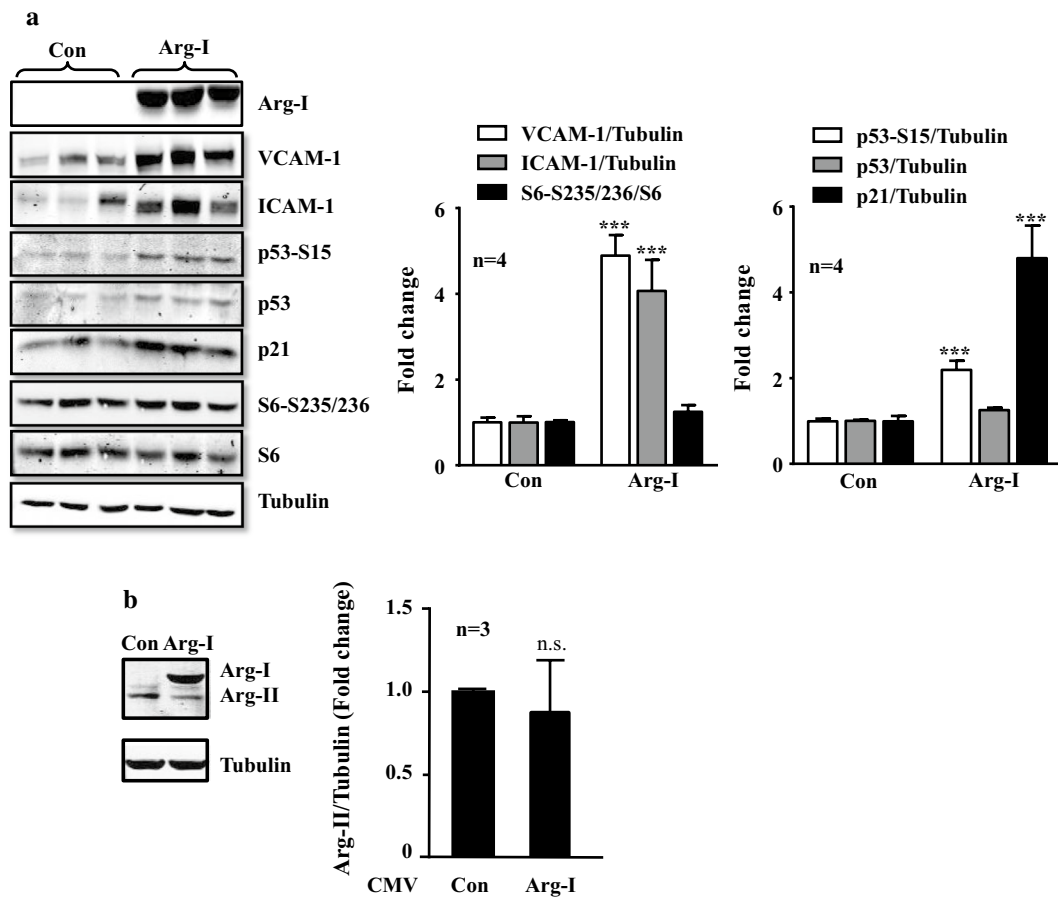 a
Con
Arg-I
Arg-I
VCAM-1
ICAM-1
p53-S15
p53
p21
S6-S235/236
S6
Tubulin
VCAM-1/Tubulin
ICAM-1/Tubulin
S6-S235/236/S6
Fold change
6
4
2
0
n=4
***
***
Con
Arg-I
p53-S15/Tubulin
p53/Tubulin
p21/Tubulin
Fold change
6
4
2
0
n=4
***
***
Con
Arg-I
b
Con Arg-I
Arg-I
Arg-II
Tubulin
Arg-II/Tubulin (Fold change)
1.5
1.0
0.5
0
n=3
n.s.
CMV Con Arg-I